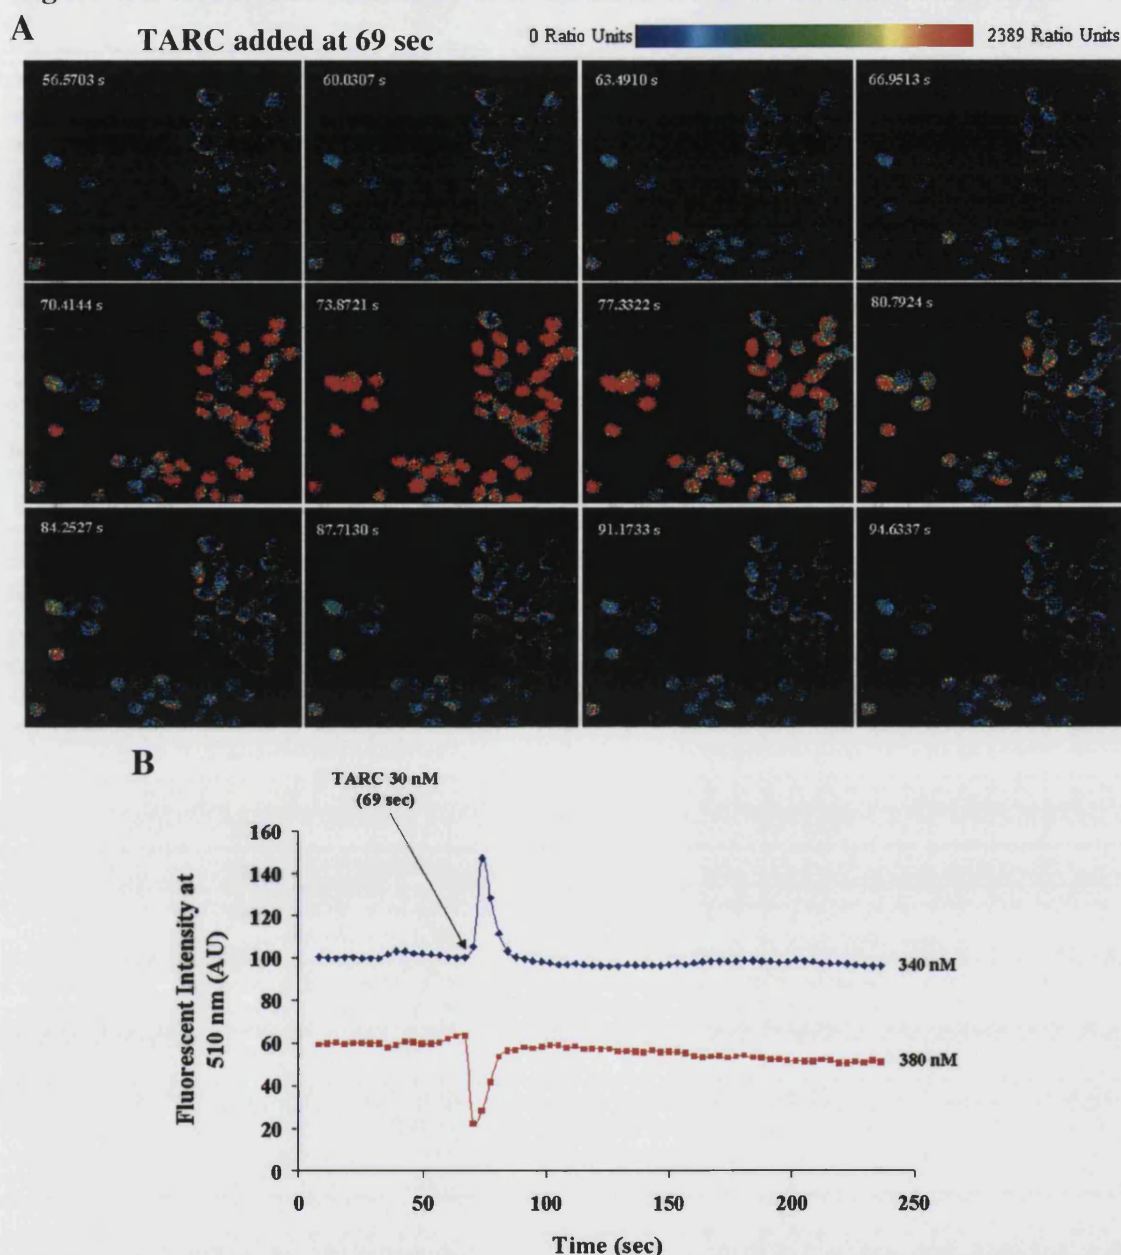 A
TARC added at 69 sec
0 Ratio Units
2389 Ratio Units
56.5703 s
60.0307 s
63.4910 s
66.9513 s
70.4144 s
73.8721 s
77.3322 s
80.7924 s
84.2527 s
87.7130 s
91.1733 s
94.6337 s
B
TARC 30 nM
(69 sec)
Fluorescent Intensity at
510 nm (AU)
160
140
120
100
80
60
40
20
0
340 nM
380 nM
0
50
100
150
200
250
Time (sec)